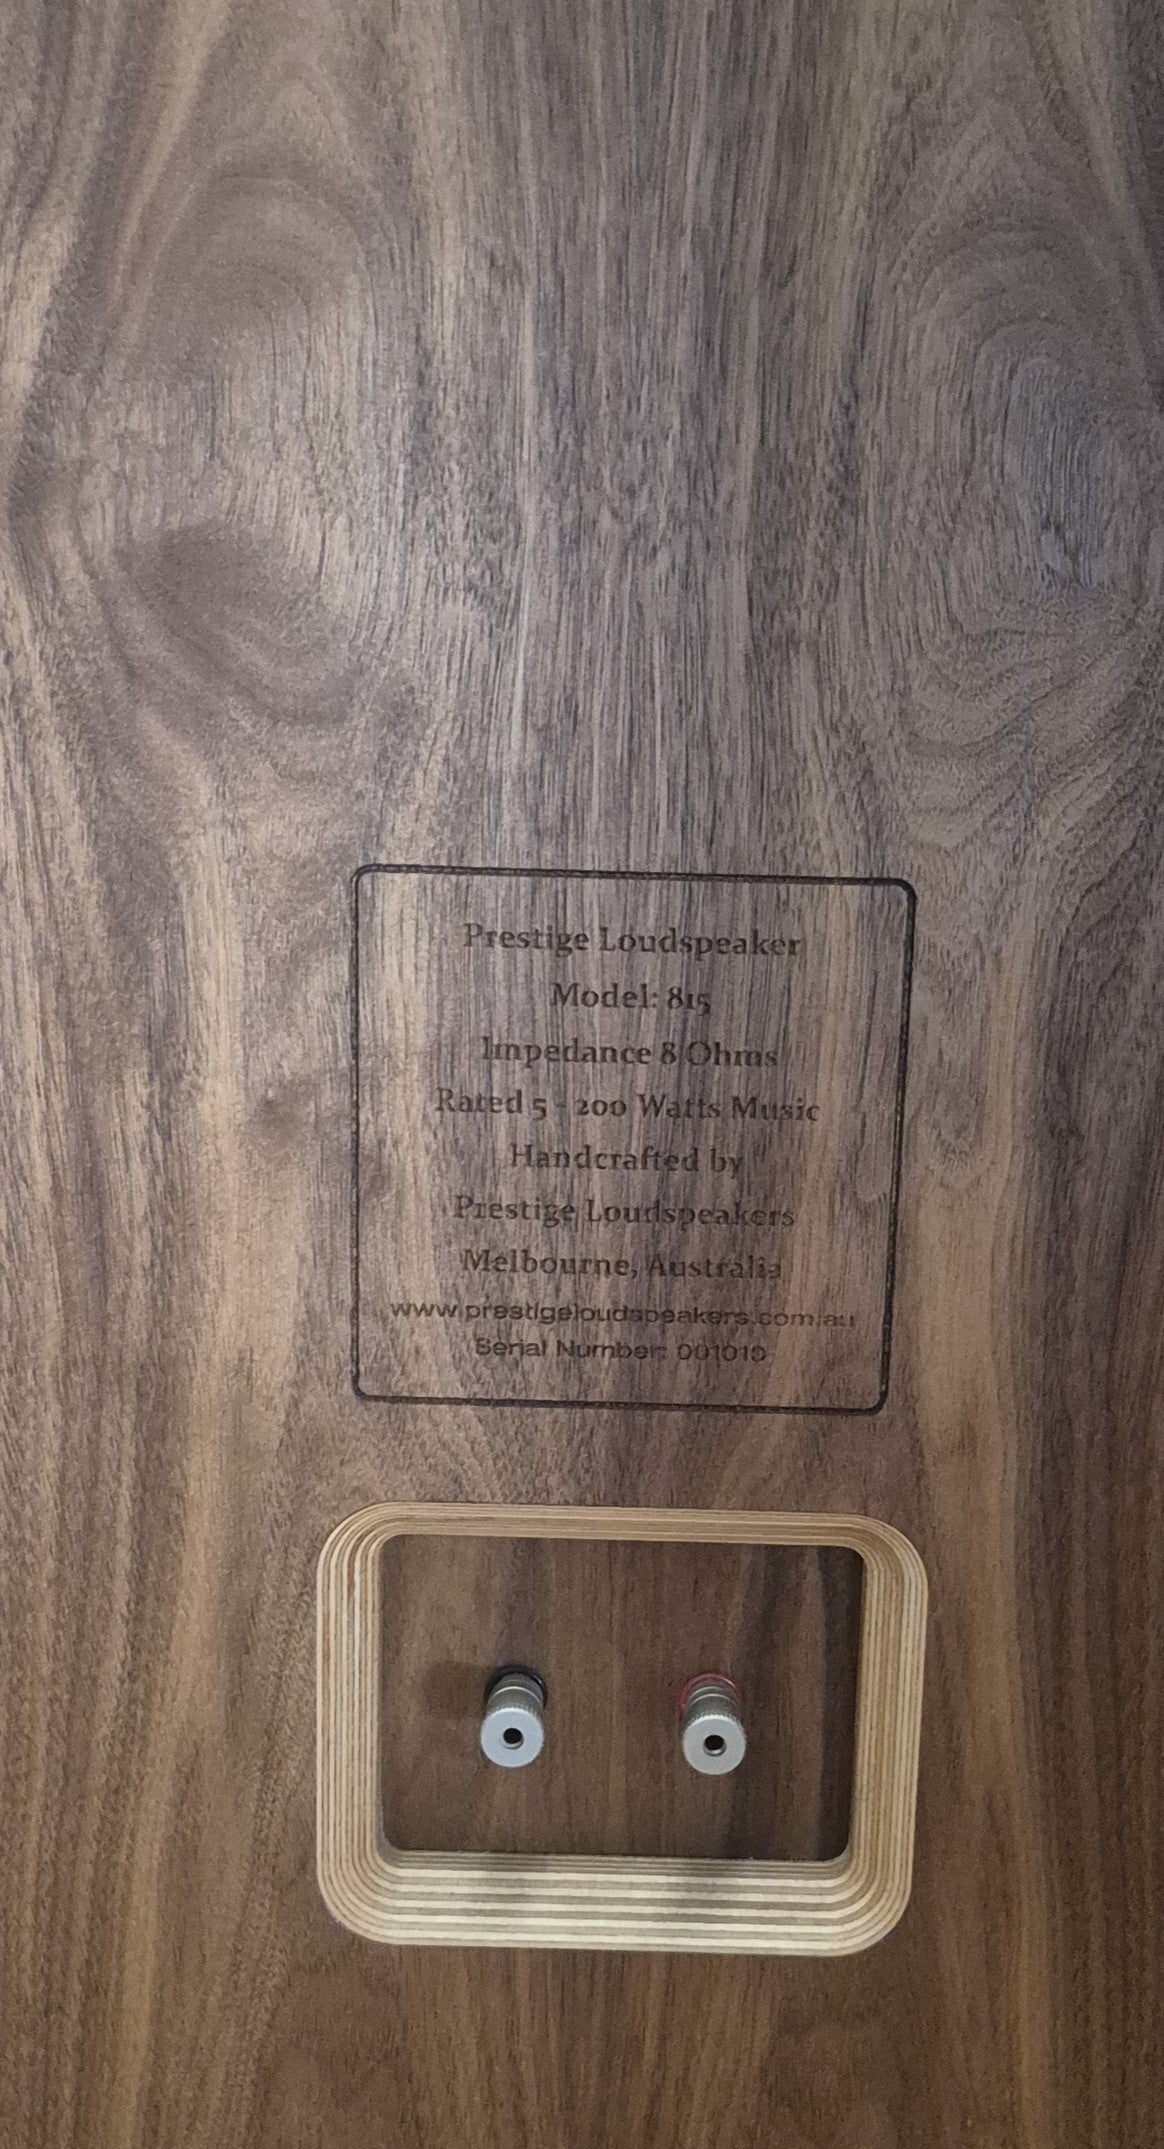 Prestige Loudspeaker
Model: 815
Impedance 8 Ohms
Rated 5 - 200 Watts Music
Handcrafted by
Prestige Loudspeakers
Melbourne, Australia
www.prestigeloudspeakers.com.au
Serial Number: 001010